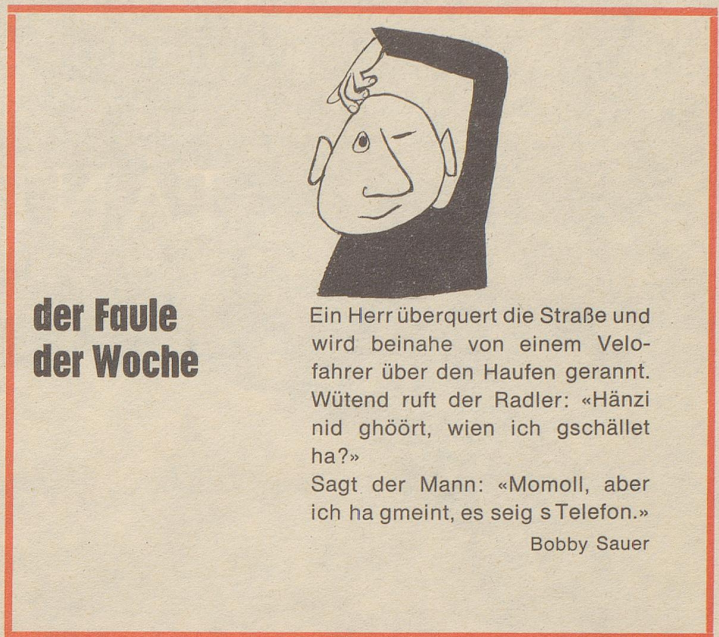 der Faule
der Woche
Ein Herr überquert die Straße und
wird beinahe von einem Velo-
fahrer über den Haufen gerannt.
Wütend ruft der Radler: «Hänzi
nid ghöört, wien ich gschället
ha?»
Sagt der Mann: «Momoll, aber
ich ha gmeint, es seig s Telefon.»
Bobby Sauer